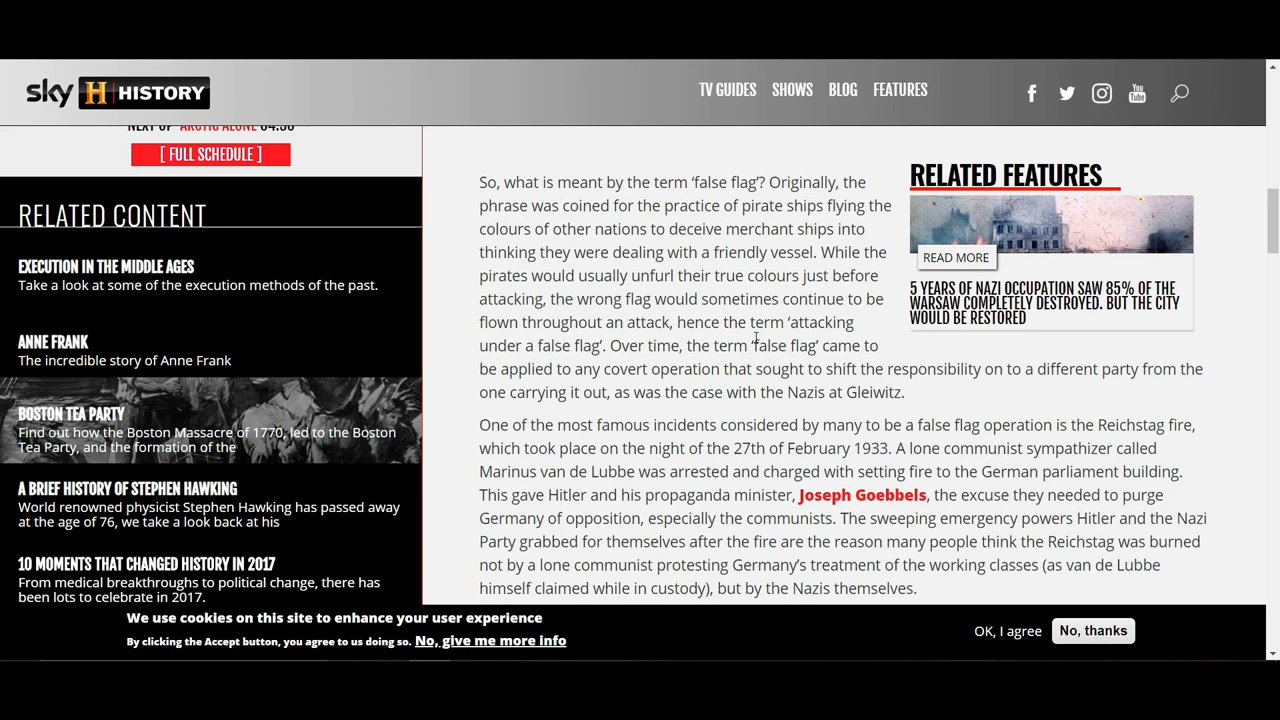 sky H HISTORY
TV GUIDES SHOWS BLOG FEATURES
You Tube
[ FULL SCHEDULE ]
RELATED CONTENT
EXECUTION IN THE MIDDLE AGES
Take a look at some of the execution methods of the past.
ANNE FRANK
The incredible story of Anne Frank
BOSTON TEA PARTY
Find out how the Boston Massacre of 1770, led to the Boston
Tea Party, and the formation of the
A BRIEF HISTORY OF STEPHEN HAWKING
World renowned physicist Stephen Hawking has passed away
at the age of 76, we take a look back at his
10 MOMENTS THAT CHANGED HISTORY IN 2017
From medical breakthroughs to political change, there has
been lots to celebrate in 2017.
So, what is meant by the term ‘false flag’? Originally, the
phrase was coined for the practice of pirate ships flying the
colours of other nations to deceive merchant ships into
thinking they were dealing with a friendly vessel. While the
pirates would usually unfurl their true colours just before
attacking, the wrong flag would sometimes continue to be
flown throughout an attack, hence the term ‘attacking
under a false flag’. Over time, the term ‘false flag’ came to
be applied to any covert operation that sought to shift the responsibility on to a different party from the
one carrying it out, as was the case with the Nazis at Gleiwitz.
One of the most famous incidents considered by many to be a false flag operation is the Reichstag fire,
which took place on the night of the 27th of February 1933. A lone communist sympathizer called
Marinus van de Lubbe was arrested and charged with setting fire to the German parliament building.
This gave Hitler and his propaganda minister, Joseph Goebbels, the excuse they needed to purge
Germany of opposition, especially the communists. The sweeping emergency powers Hitler and the Nazi
Party grabbed for themselves after the fire are the reason many people think the Reichstag was burned
not by a lone communist protesting Germany’s treatment of the working classes (as van de Lubbe
himself claimed while in custody), but by the Nazis themselves.
RELATED FEATURES
READ MORE
5 YEARS OF NAZI OCCUPATION SAW 85% OF THE
WARSAW COMPLETELY DESTROYED. BUT THE CITY
WOULD BE RESTORED
We use cookies on this site to enhance your user experience
By clicking the Accept button, you agree to us doing so. No, give me more info
OK, I agree
No, thanks